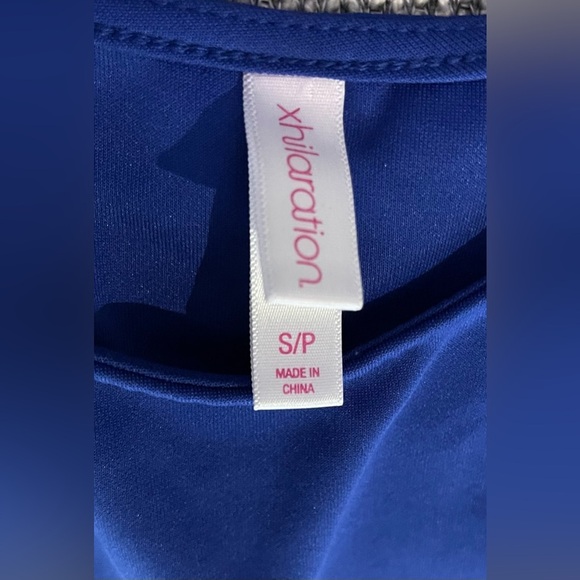 xhilaration.
S/P
MADE IN
CHINA